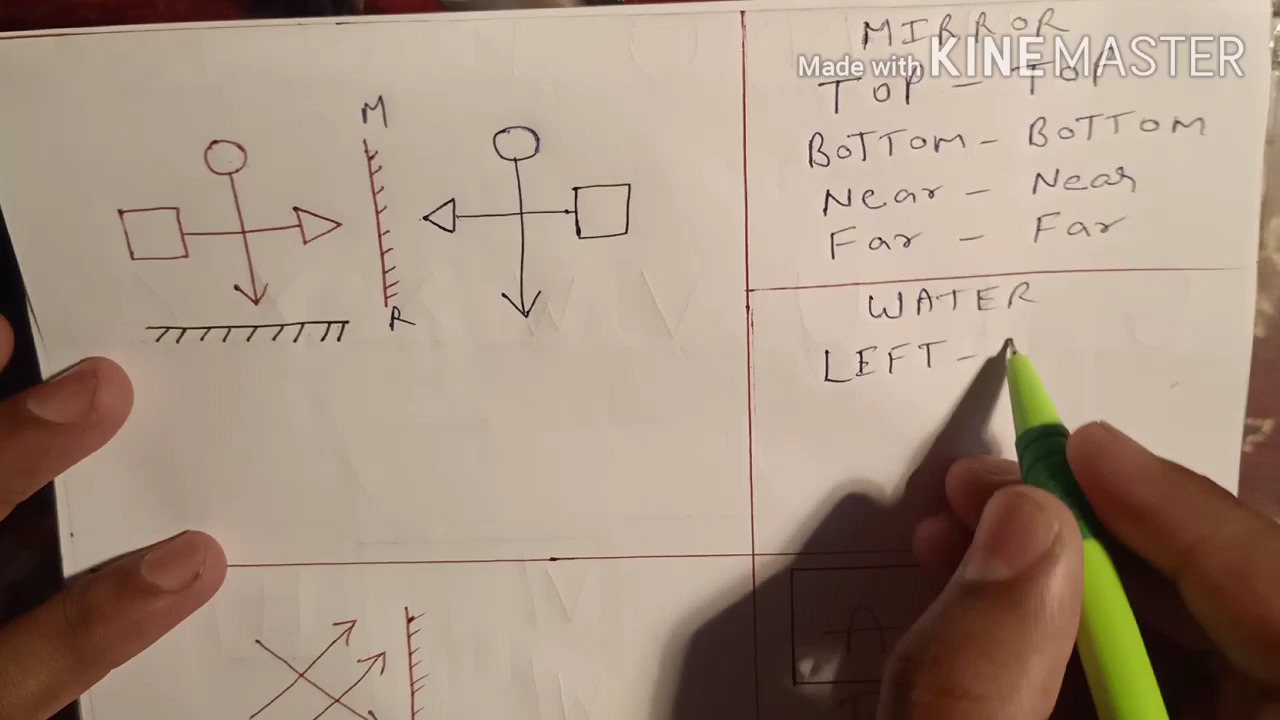 MIRROR
Made with KINEMASTER
TOP - TOP
BOTTOM - BOTTOM
Near - Near
Far - Far
M
R
WATER
LEFT -
A